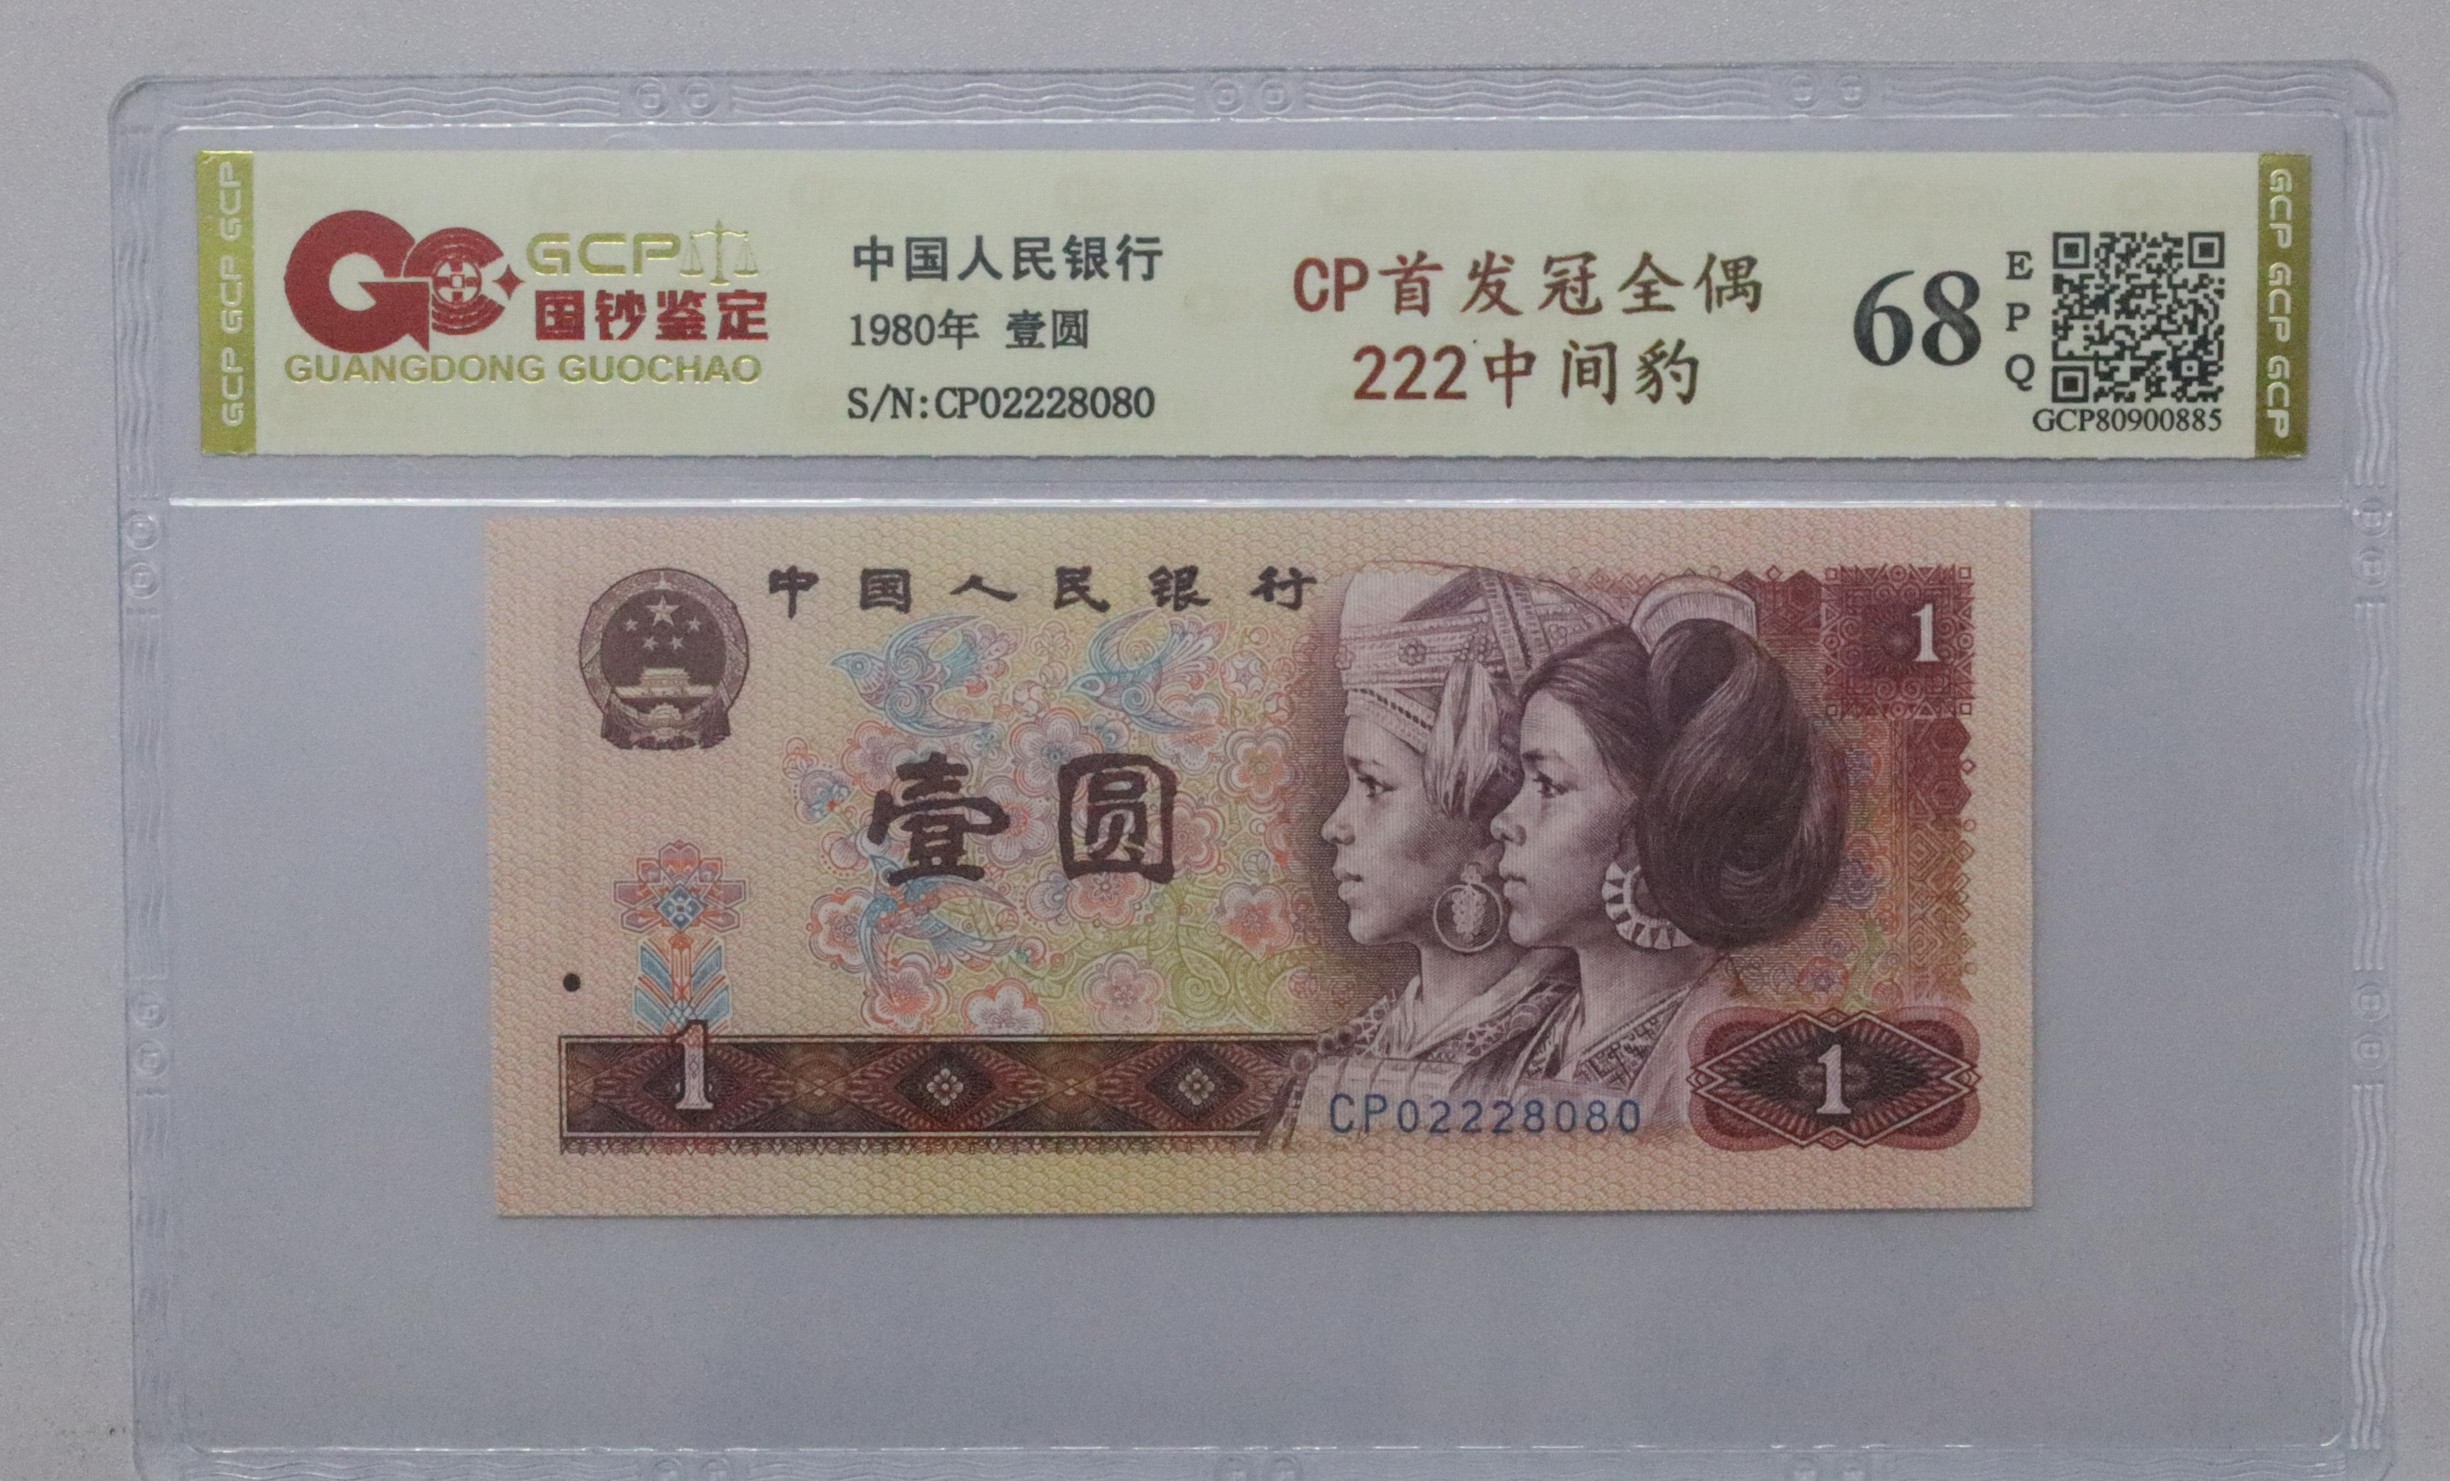 GCP GCP GCP
GCP
国钞鉴定
GUANGDONG GUOCHAO
中国人民银行
1980年 壹圆
S/N:CP02228080
CP首发冠全偶
222中间豹
68
E
P
Q
GCP80900885
GCP GCP GCP
中国人民银行
1
壹圆
1
CP02228080
1